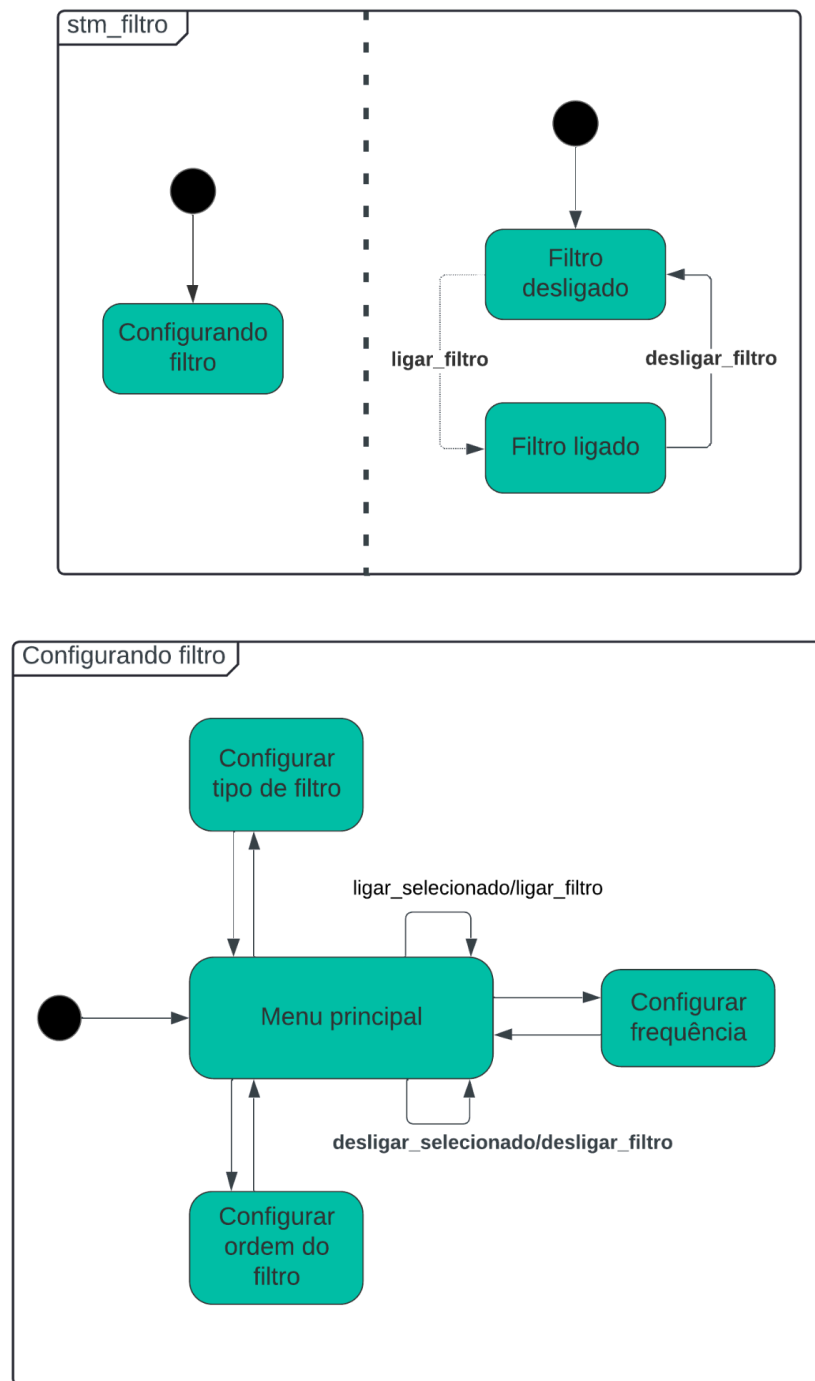 stm_filtro
Configurando
filtro
Filtro
desligado
ligar_filtro
desligar_filtro
Filtro ligado
Configurando filtro
Configurar
tipo de filtro
ligar_selecionado/ligar_filtro
Menu principal
Configurar
frequência
desligar_selecionado/desligar_filtro
Configurar
ordem do
filtro